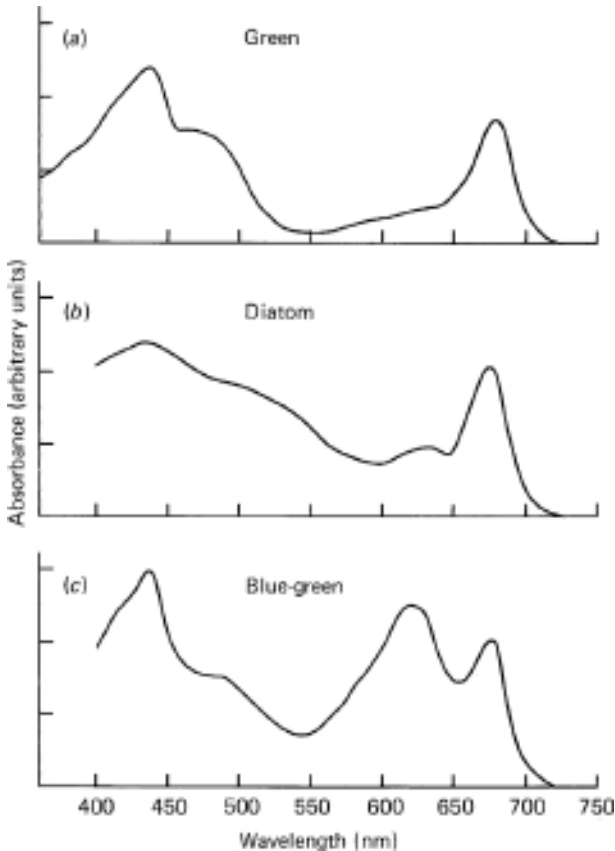 (a) Green
Absorbance (arbitrary units)
(b) Diatom
(c) Blue-green
400 450 500 550 600 650 700 750
Wavelength (nm)